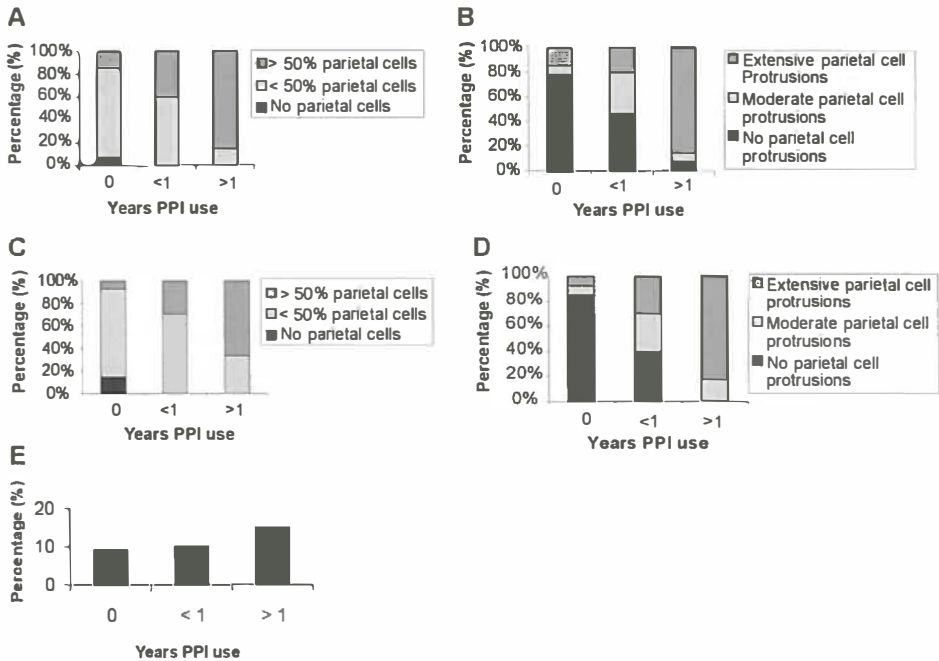 A
Percentage (%)
100%
80%
60%
40%
20%
0%
0
<1
>1
Years PPI use
> 50% parietal cells
< 50% parietal cells
No parietal cells
B
Percentage (%)
100%
80%
60%
40%
20%
0%
0
<1
>1
Years PPI use
Extensive parietal cell
Protrusions
Moderate parietal cell
protrusions
No parietal cell
protrusions
C
Percentage (%)
100%
80%
60%
40%
20%
0%
0
<1
>1
Years PPI use
> 50% parietal cells
< 50% parietal cells
No parietal cells
D
Percentage (%)
100%
80%
60%
40%
20%
0%
0
<1
>1
Years PPI use
Extensive parietal cell
protrusions
Moderate parietal cell
protrusions
No parietal cell
protrusions
E
Percentage (%)
20
10
0
0
< 1
> 1
Years PPI use